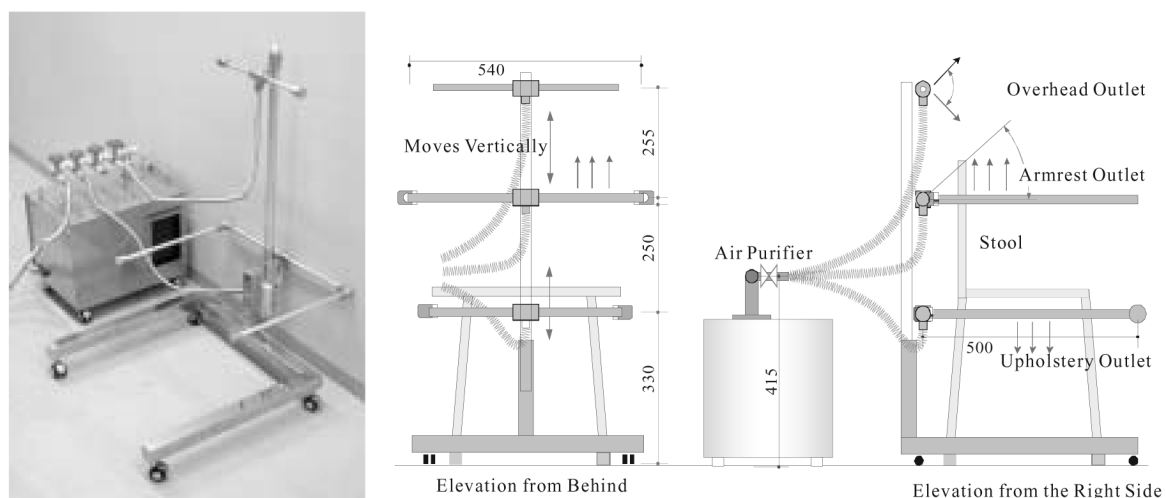 540
Moves Vertically
255
250
330
Elevation from Behind
Air Purifier
415
Overhead Outlet
Armrest Outlet
Stool
500
Upholstery Outlet
Elevation from the Right Side